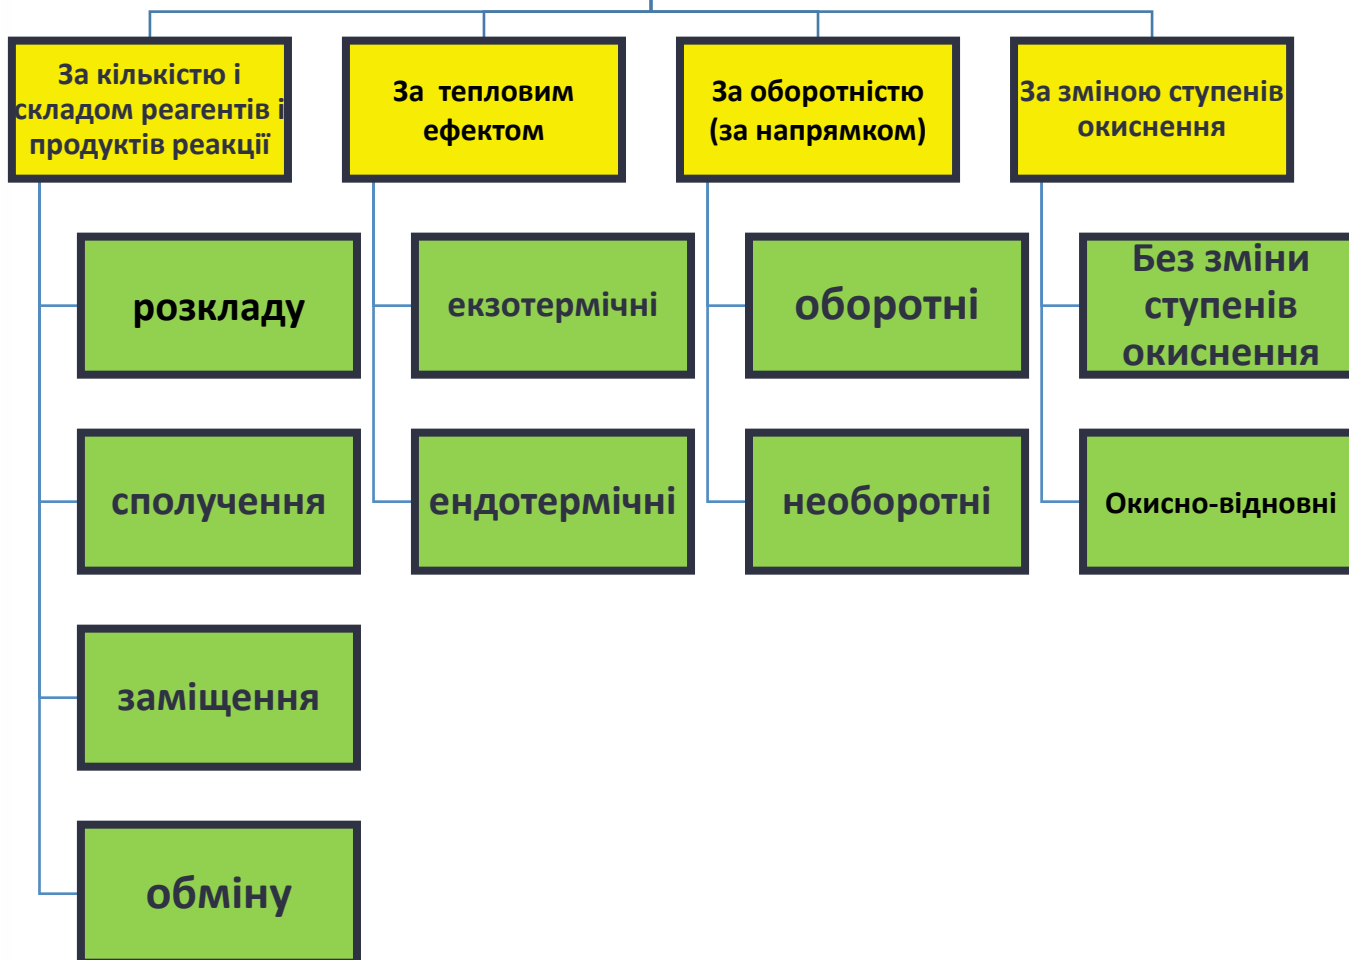 За кількістю і
складом реагентів і
продуктів реакції
За тепловим
ефектом
За оборотністю
(за напрямком)
За зміною ступенів
окиснення
розкладу
екзотермічні
оборотні
Без зміни
ступенів
окиснення
сполучення
ендотермічні
необоротні
Окисно-відновні
заміщення
обміну